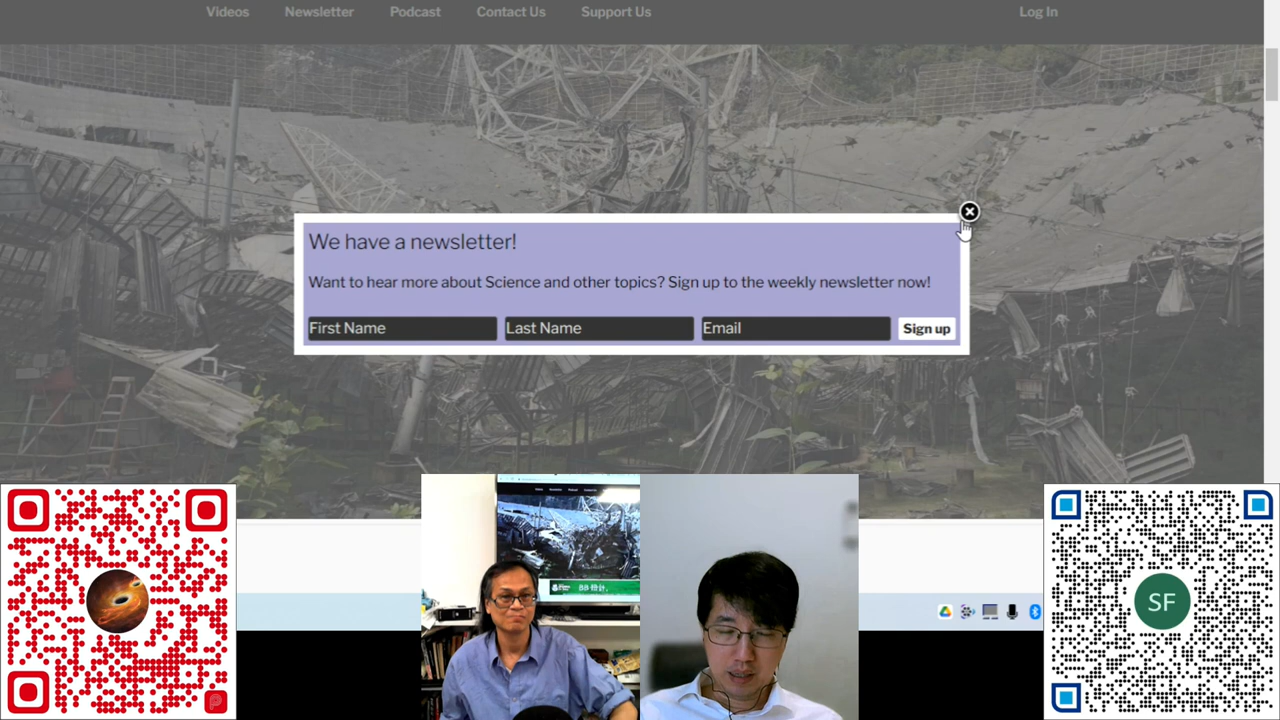 Videos
Newsletter
Podcast
Contact Us
Support Us
Log In
We have a newsletter!
Want to hear more about Science and other topics? Sign up to the weekly newsletter now!
First Name
Last Name
Email
Sign up
SF